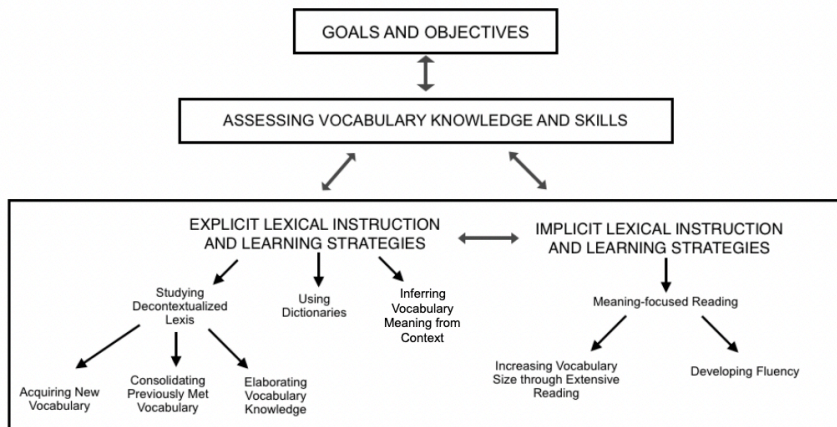 GOALS AND OBJECTIVES
ASSESSING VOCABULARY KNOWLEDGE AND SKILLS
EXPLICIT LEXICAL INSTRUCTION
AND LEARNING STRATEGIES
IMPLICIT LEXICAL INSTRUCTION
AND LEARNING STRATEGIES
Studying
Decontextualized
Lexis
Using
Dictionaries
Inferring
Vocabulary
Meaning from
Context
Meaning-focused Reading
Acquiring New
Vocabulary
Consolidating
Previously Met
Vocabulary
Elaborating
Vocabulary
Knowledge
Increasing Vocabulary
Size through Extensive
Reading
Developing Fluency